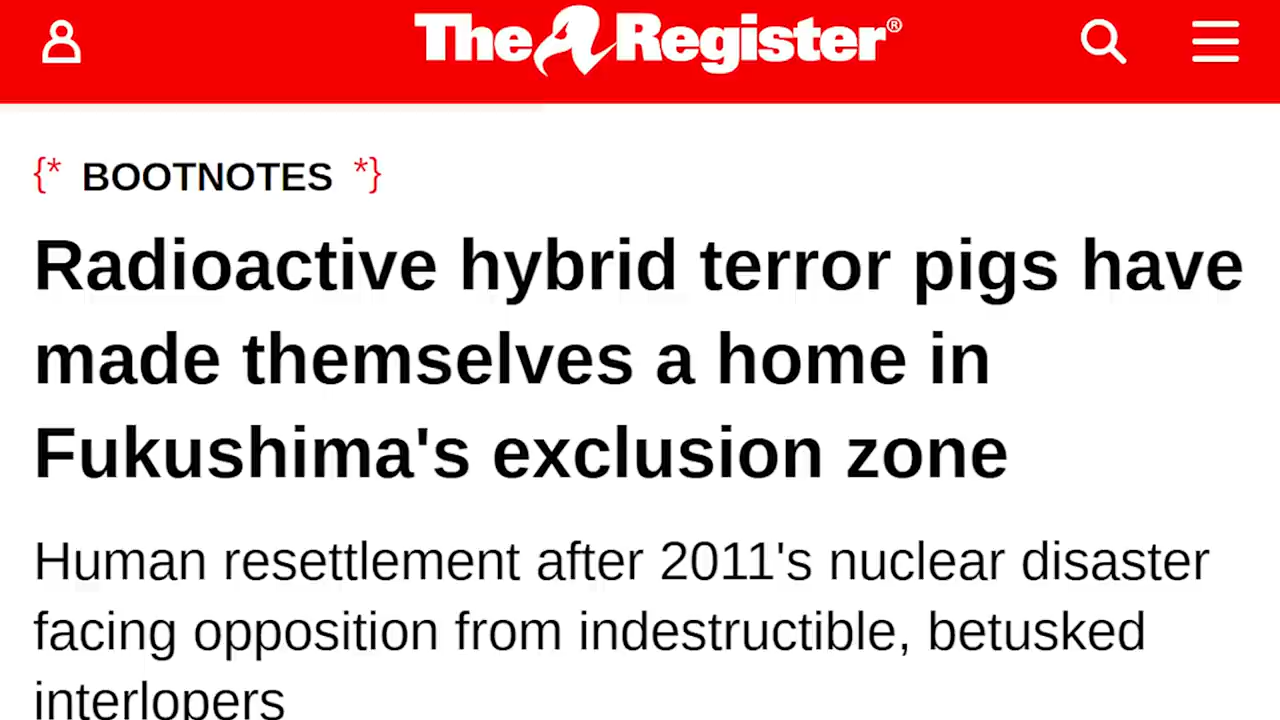 The Register®
{* BOOTNOTES *}
Radioactive hybrid terror pigs have
made themselves a home in
Fukushima's exclusion zone
Human resettlement after 2011's nuclear disaster
facing opposition from indestructible, betusked
interlopers